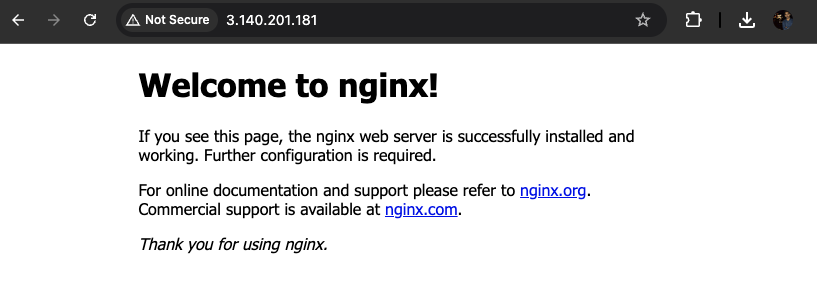 Not Secure 3.140.201.181
Welcome to nginx!
If you see this page, the nginx web server is successfully installed and
working. Further configuration is required.
For online documentation and support please refer to nginx.org.
Commercial support is available at nginx.com.
Thank you for using nginx.